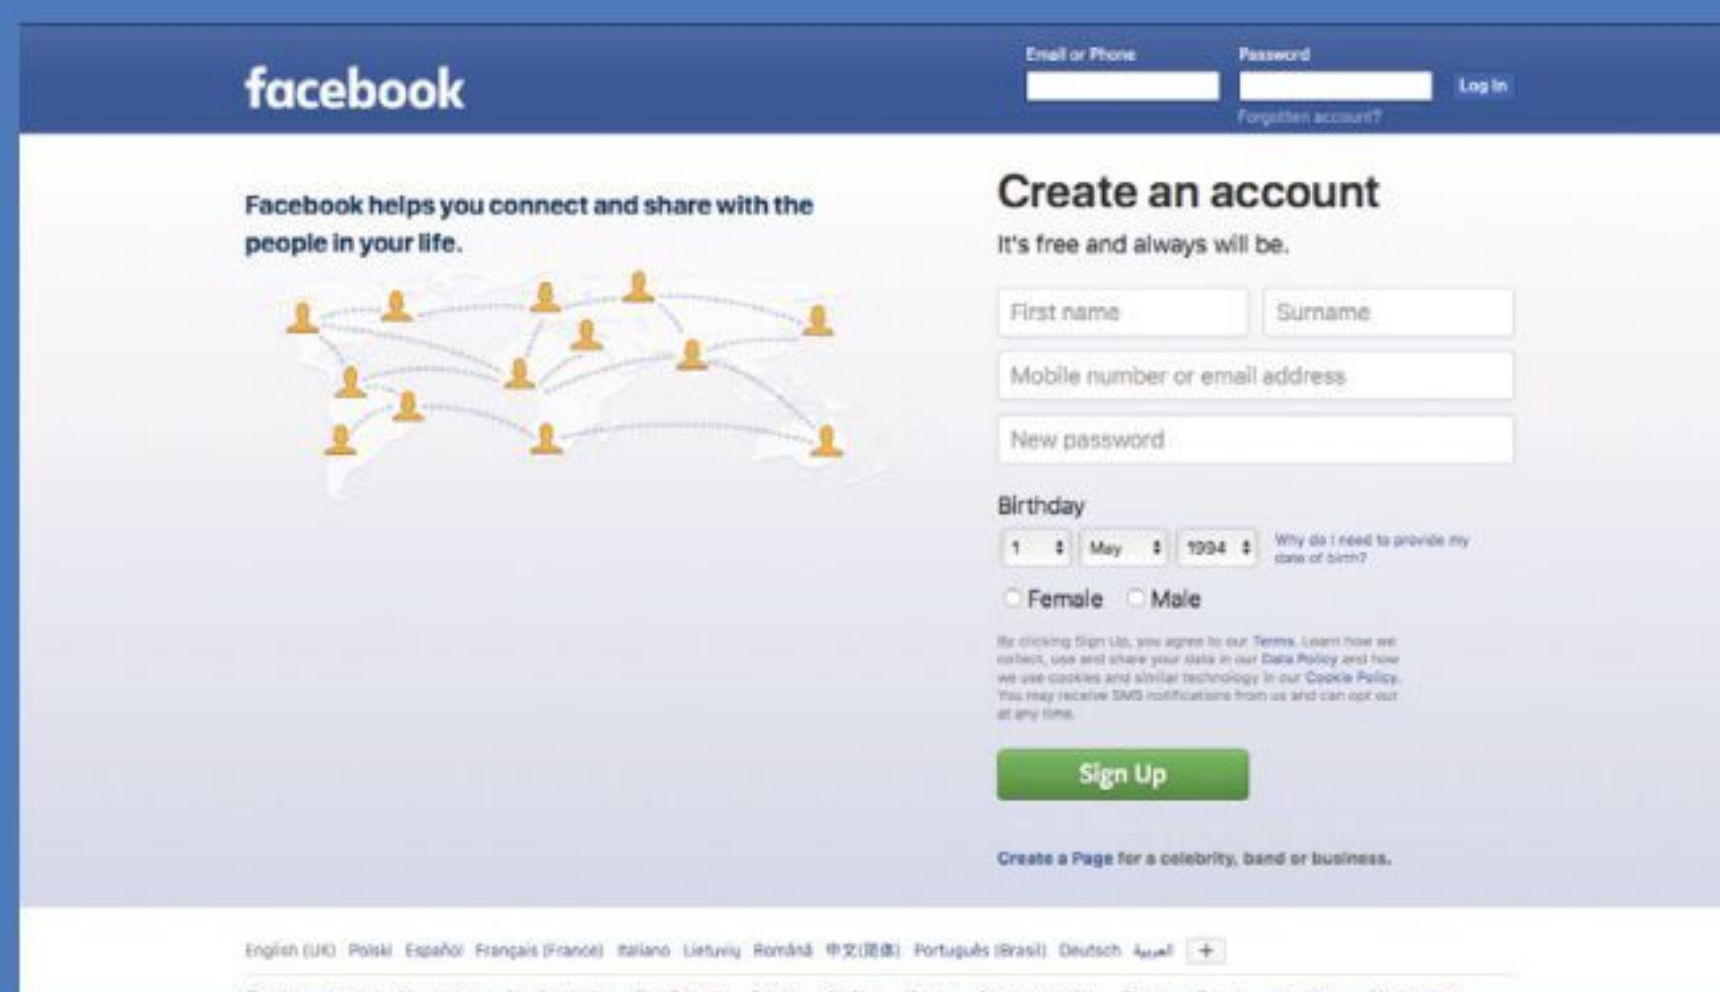 facebook
Email or Phone Password
Log In
Forgotten account?
Facebook helps you connect and share with the
people in your life.
Create an account
It's free and always will be.
First name Surname
Mobile number or email address
New password
Birthday
1 May 1994
Why do I need to provide my
date of birth?
Female Male
By clicking Sign Up, you agree to our Terms. Learn how we
collect, use and share your data in our Data Policy and how
we use cookies and similar technology in our Cookie Policy.
You may receive SMS notifications from us and can opt out
at any time.
Sign Up
Create a Page for a celebrity, band or business.
English (UK) Polski Español Français (France) Italiano Lietuvių Română 中文(简体) Português (Brasil) Deutsch العربية +